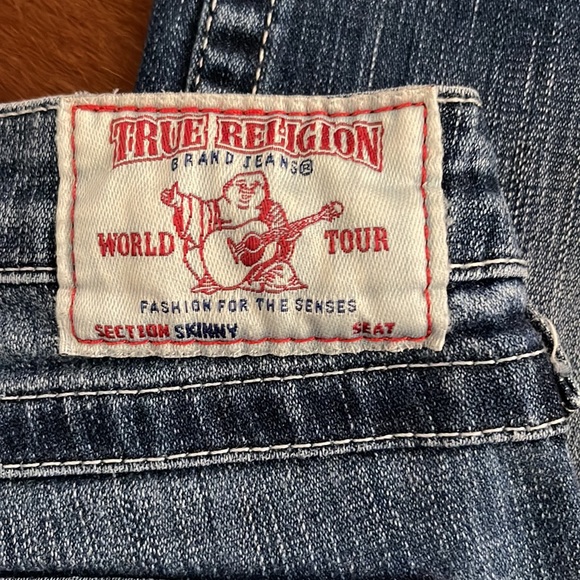 TRUE RELIGION
BRAND JEANS®
WORLD TOUR
FASHION FOR THE SENSES
SECTION SKINNY SEAT